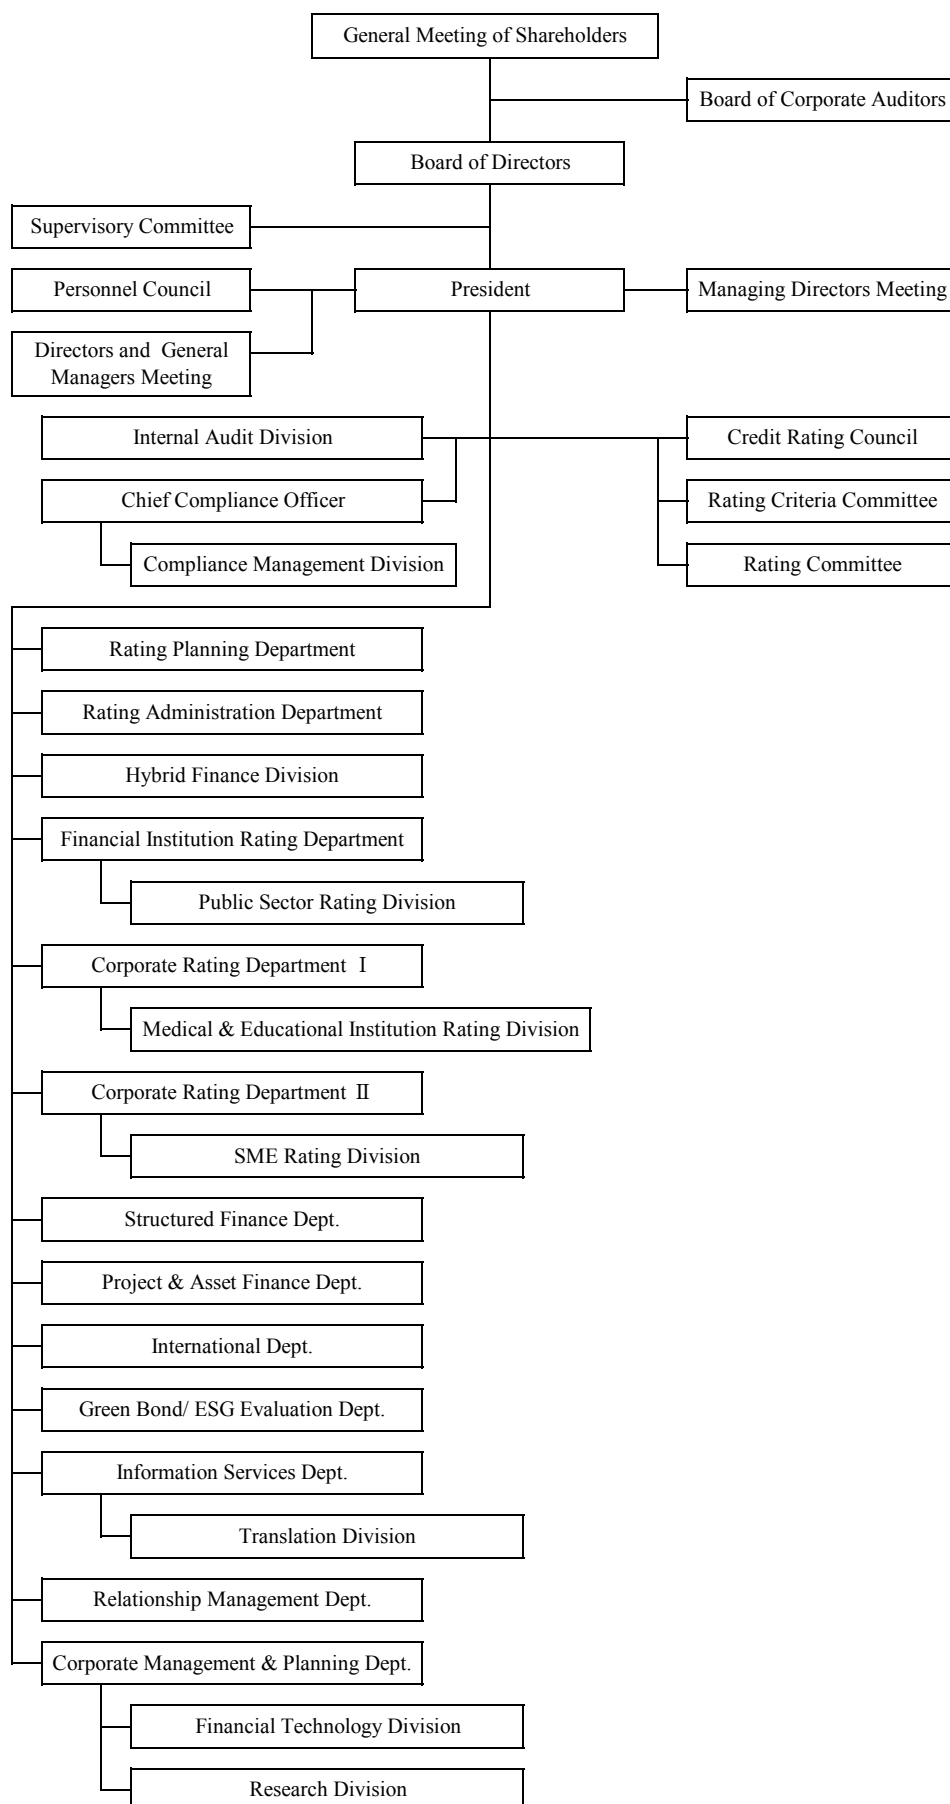 General Meeting of Shareholders
Board of Corporate Auditors
Board of Directors
Supervisory Committee
Personnel Council
President
Managing Directors Meeting
Directors and General
Managers Meeting
Internal Audit Division
Credit Rating Council
Chief Compliance Officer
Rating Criteria Committee
Compliance Management Division
Rating Committee
Rating Planning Department
Rating Administration Department
Hybrid Finance Division
Financial Institution Rating Department
Public Sector Rating Division
Corporate Rating Department Ⅰ
Medical & Educational Institution Rating Division
Corporate Rating Department Ⅱ
SME Rating Division
Structured Finance Dept.
Project & Asset Finance Dept.
International Dept.
Green Bond/ ESG Evaluation Dept.
Information Services Dept.
Translation Division
Relationship Management Dept.
Corporate Management & Planning Dept.
Financial Technology Division
Research Division